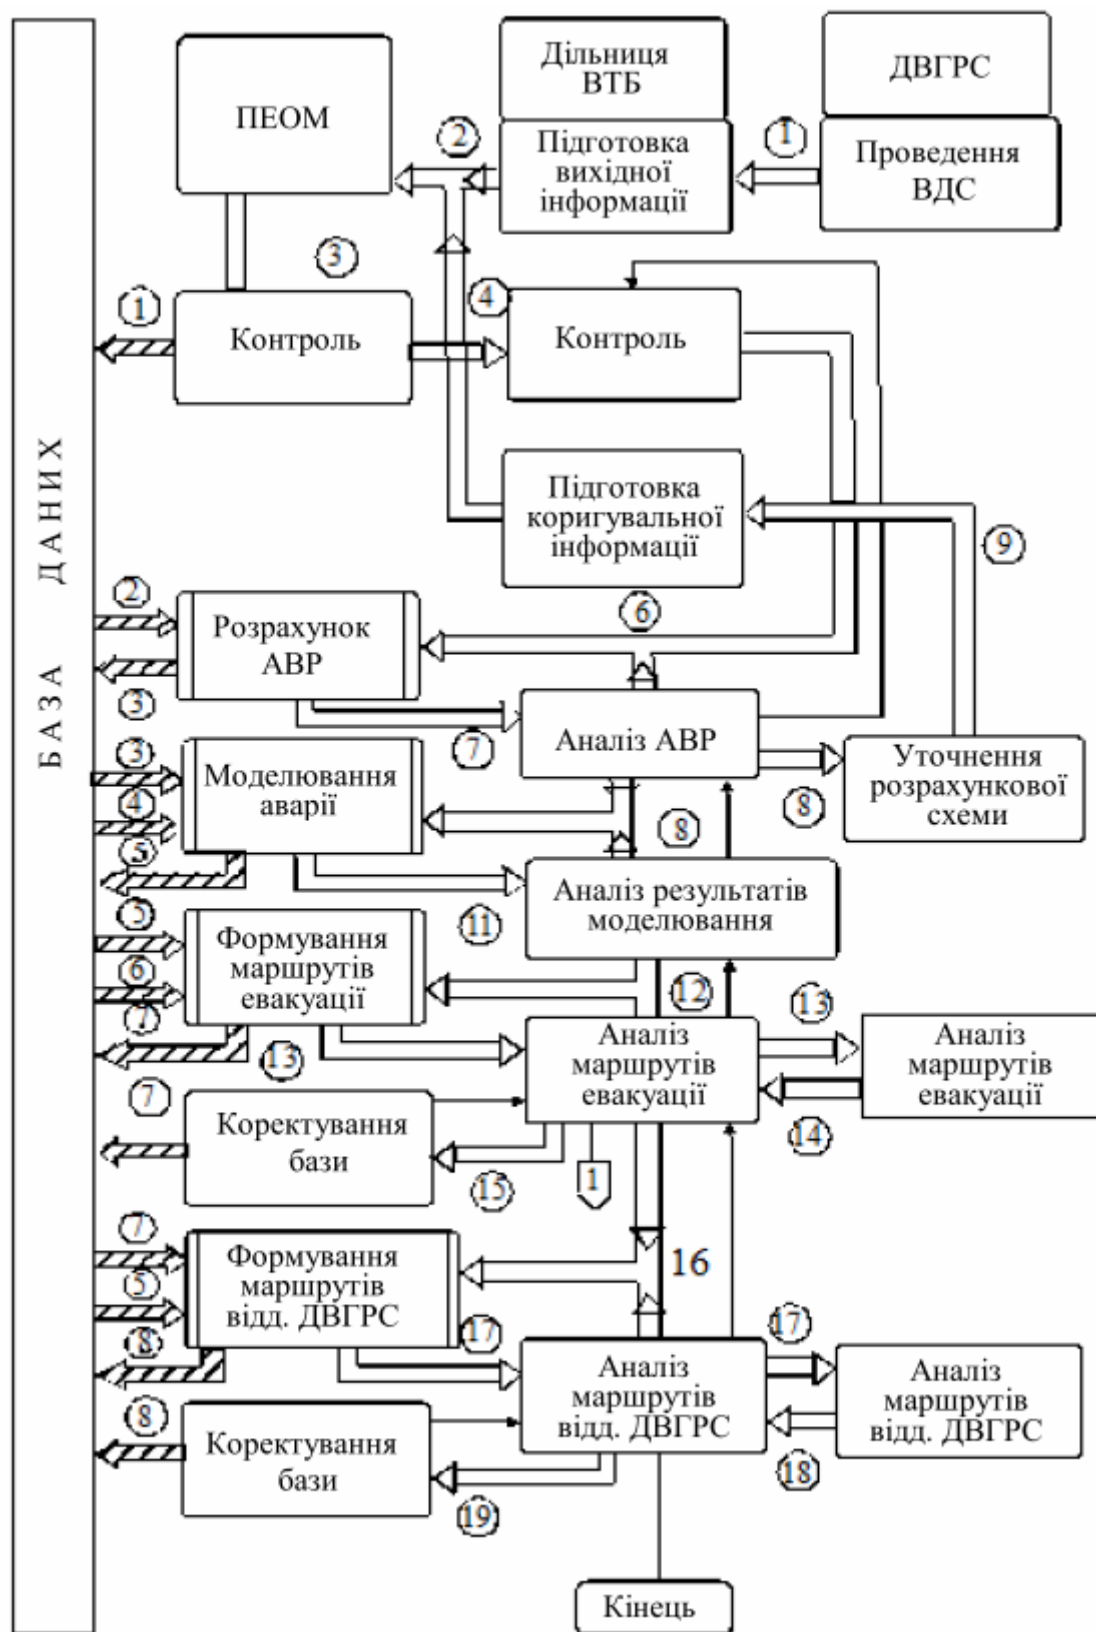 БАЗА ДАНИХ
ПЕОМ
Дільниця
ВТБ
ДВГРС
2
1
Підготовка
вихідної
інформації
Проведення
ВДС
3
1
4
Контроль
Контроль
Підготовка
коригувальної
інформації
9
2
6
Розрахунок
АВР
3
7
Аналіз АВР
Уточнення
розрахункової
схеми
3
Моделювання
аварії
4
8
8
5
Аналіз результатів
моделювання
11
5
Формування
маршрутів
евакуації
6
12
13
7
13
Аналіз
маршрутів
евакуації
Аналіз
маршрутів
евакуації
14
7
Коректування
бази
15
1
7
Формування
маршрутів
відд. ДВГРС
5
16
8
17
17
Аналіз
маршрутів
відд. ДВГРС
Аналіз
маршрутів
відд. ДВГРС
18
8
Коректування
бази
19
Кінець